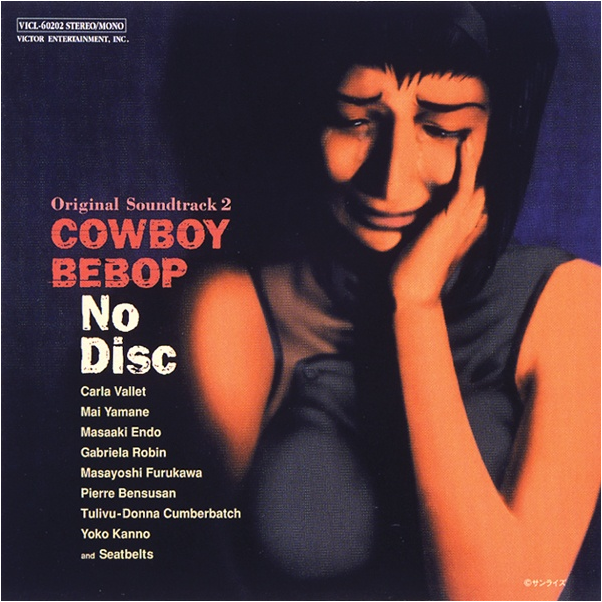 VICL-60202 STEREO/MONO
VICTOR ENTERTAINMENT, INC.
Original Soundtrack 2
COWBOY
BEBOP
No
Disc
Carla Vallet
Mai Yamane
Masaaki Endo
Gabriela Robin
Masayoshi Furukawa
Pierre Bensusan
Tulivu-Donna Cumberbatch
Yoko Kanno
and Seatbelts
©サンライズ